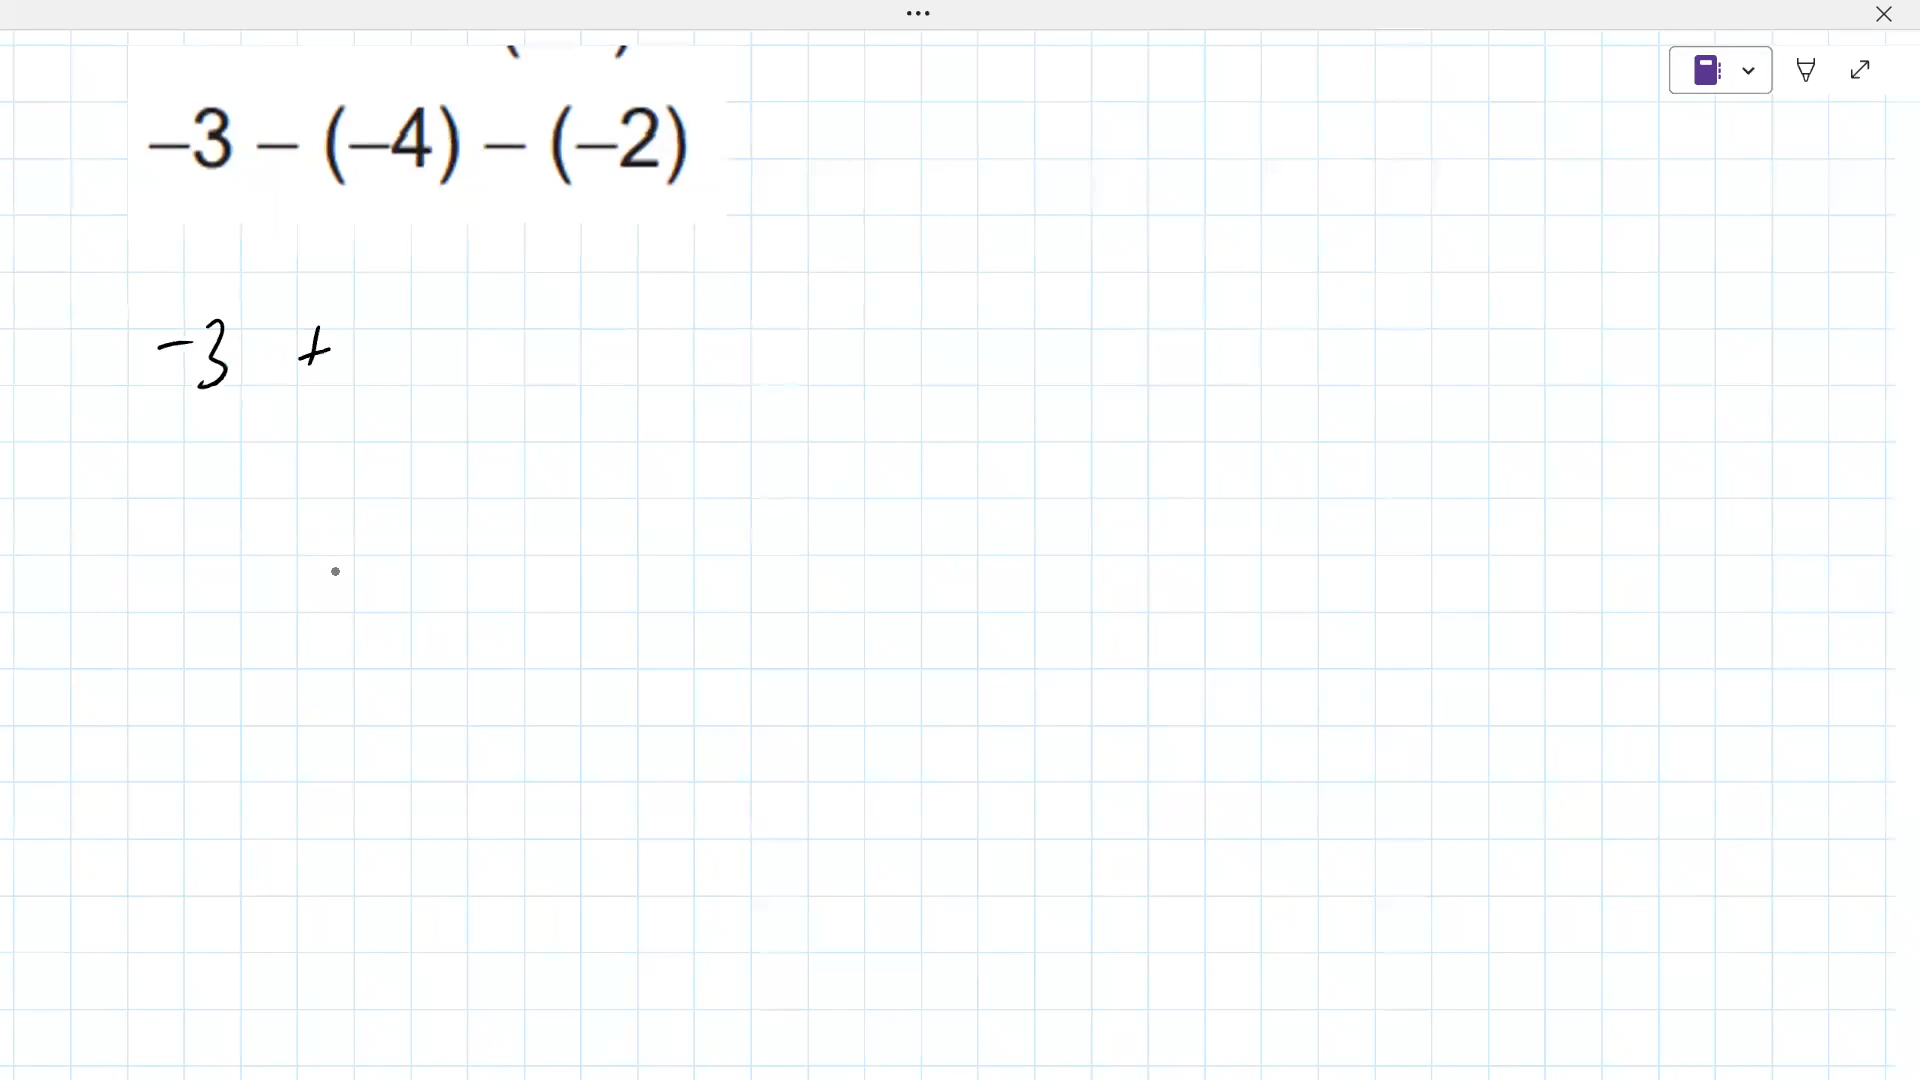 –3 – (–4) – (–2)
-3 +